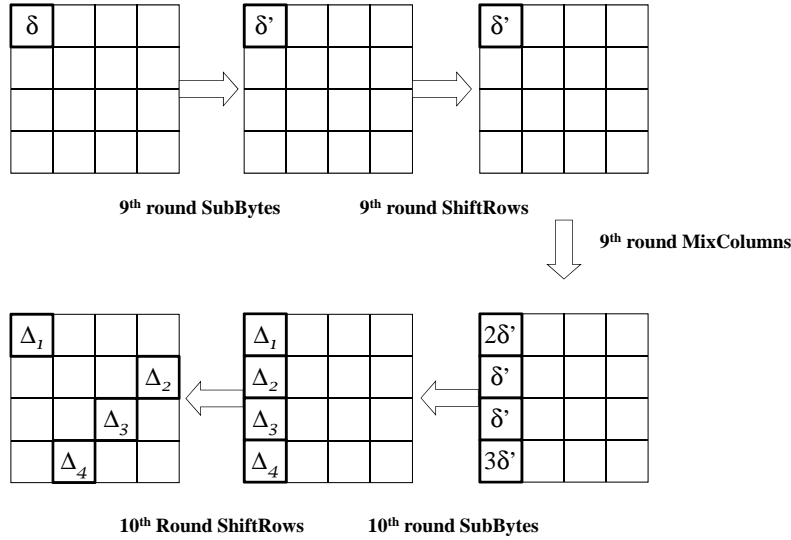 δ δ’ δ’
9th round SubBytes 9th round ShiftRows
9th round MixColumns
Δ1 Δ1 2δ’
Δ2 Δ2 δ’
Δ3 Δ3 δ’
Δ4 Δ4 3δ’
10th Round ShiftRows 10th round SubBytes